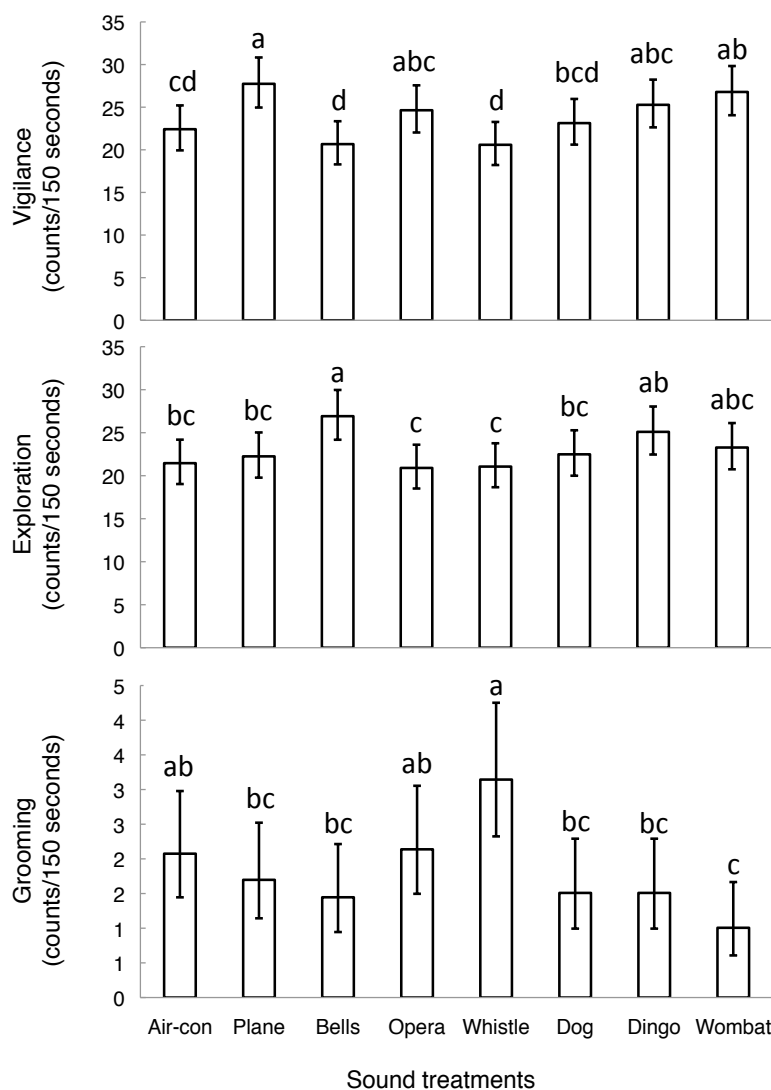 Vigilance
(counts/150 seconds)
35
30
25
20
15
10
5
0
cd
a
d
abc
d
bcd
abc
ab
Exploration
(counts/150 seconds)
35
30
25
20
15
10
5
0
bc
bc
a
c
c
bc
ab
abc
Grooming
(counts/150 seconds)
5
4
4
3
3
2
2
1
1
0
ab
bc
bc
ab
a
bc
bc
c
Air-con Plane Bells Opera Whistle Dog Dingo Wombat
Sound treatments